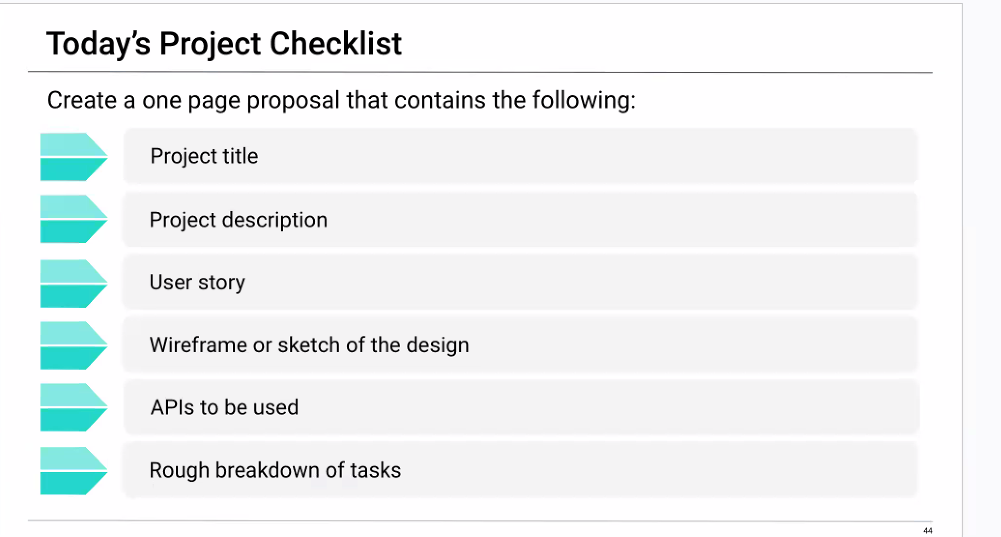 Today’s Project Checklist
Create a one page proposal that contains the following:
Project title
Project description
User story
Wireframe or sketch of the design
APIs to be used
Rough breakdown of tasks
44